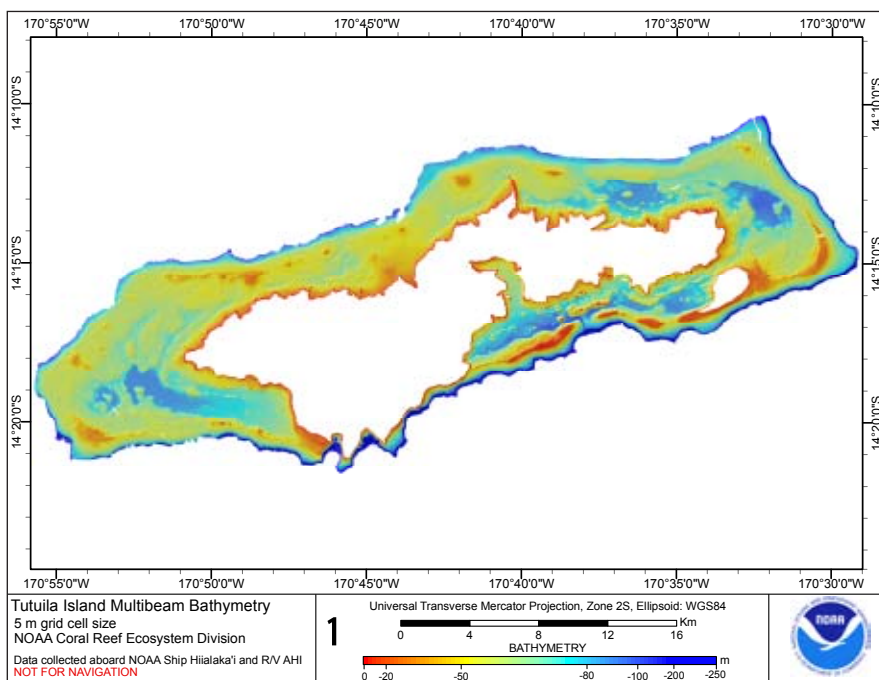 170°55'0"W 170°50'0"W 170°45'0"W 170°40'0"W 170°35'0"W 170°30'0"W
14°10'0"S 14°10'0"S
14°15'0"S 14°15'0"S
14°20'0"S 14°20'0"S
170°55'0"W 170°50'0"W 170°45'0"W 170°40'0"W 170°35'0"W 170°30'0"W
Tutuila Island Multibeam Bathymetry
5 m grid cell size
NOAA Coral Reef Ecosystem Division
Data collected aboard NOAA Ship Hiialaka'i and R/V AHI
NOT FOR NAVIGATION
1
Universal Transverse Mercator Projection, Zone 2S, Ellipsoid: WGS84
Km
0 4 8 12 16
BATHYMETRY
m
0 -20 -50 -80 -100 -200 -250
NOAA